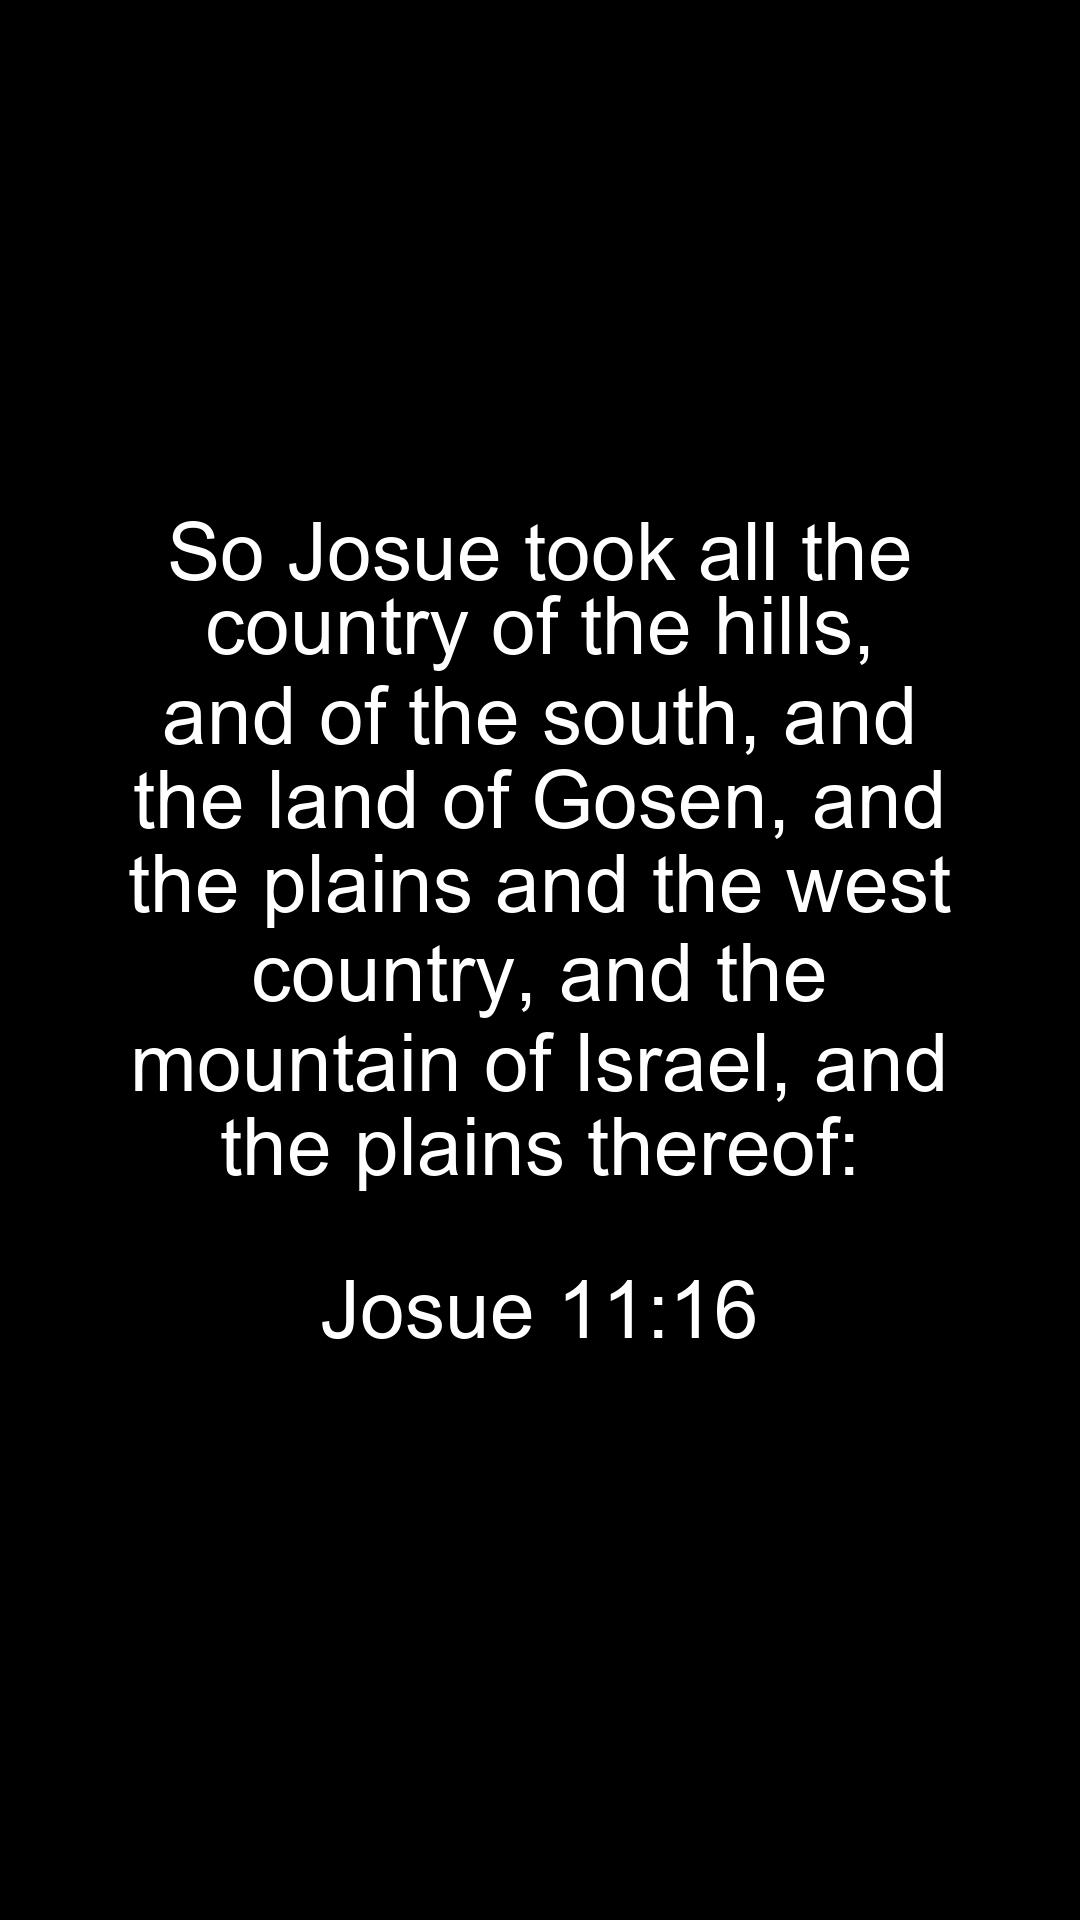 So Josue took all the
country of the hills,
and of the south, and
the land of Gosen, and
the plains and the west
country, and the
mountain of Israel, and
the plains thereof:
Josue 11:16